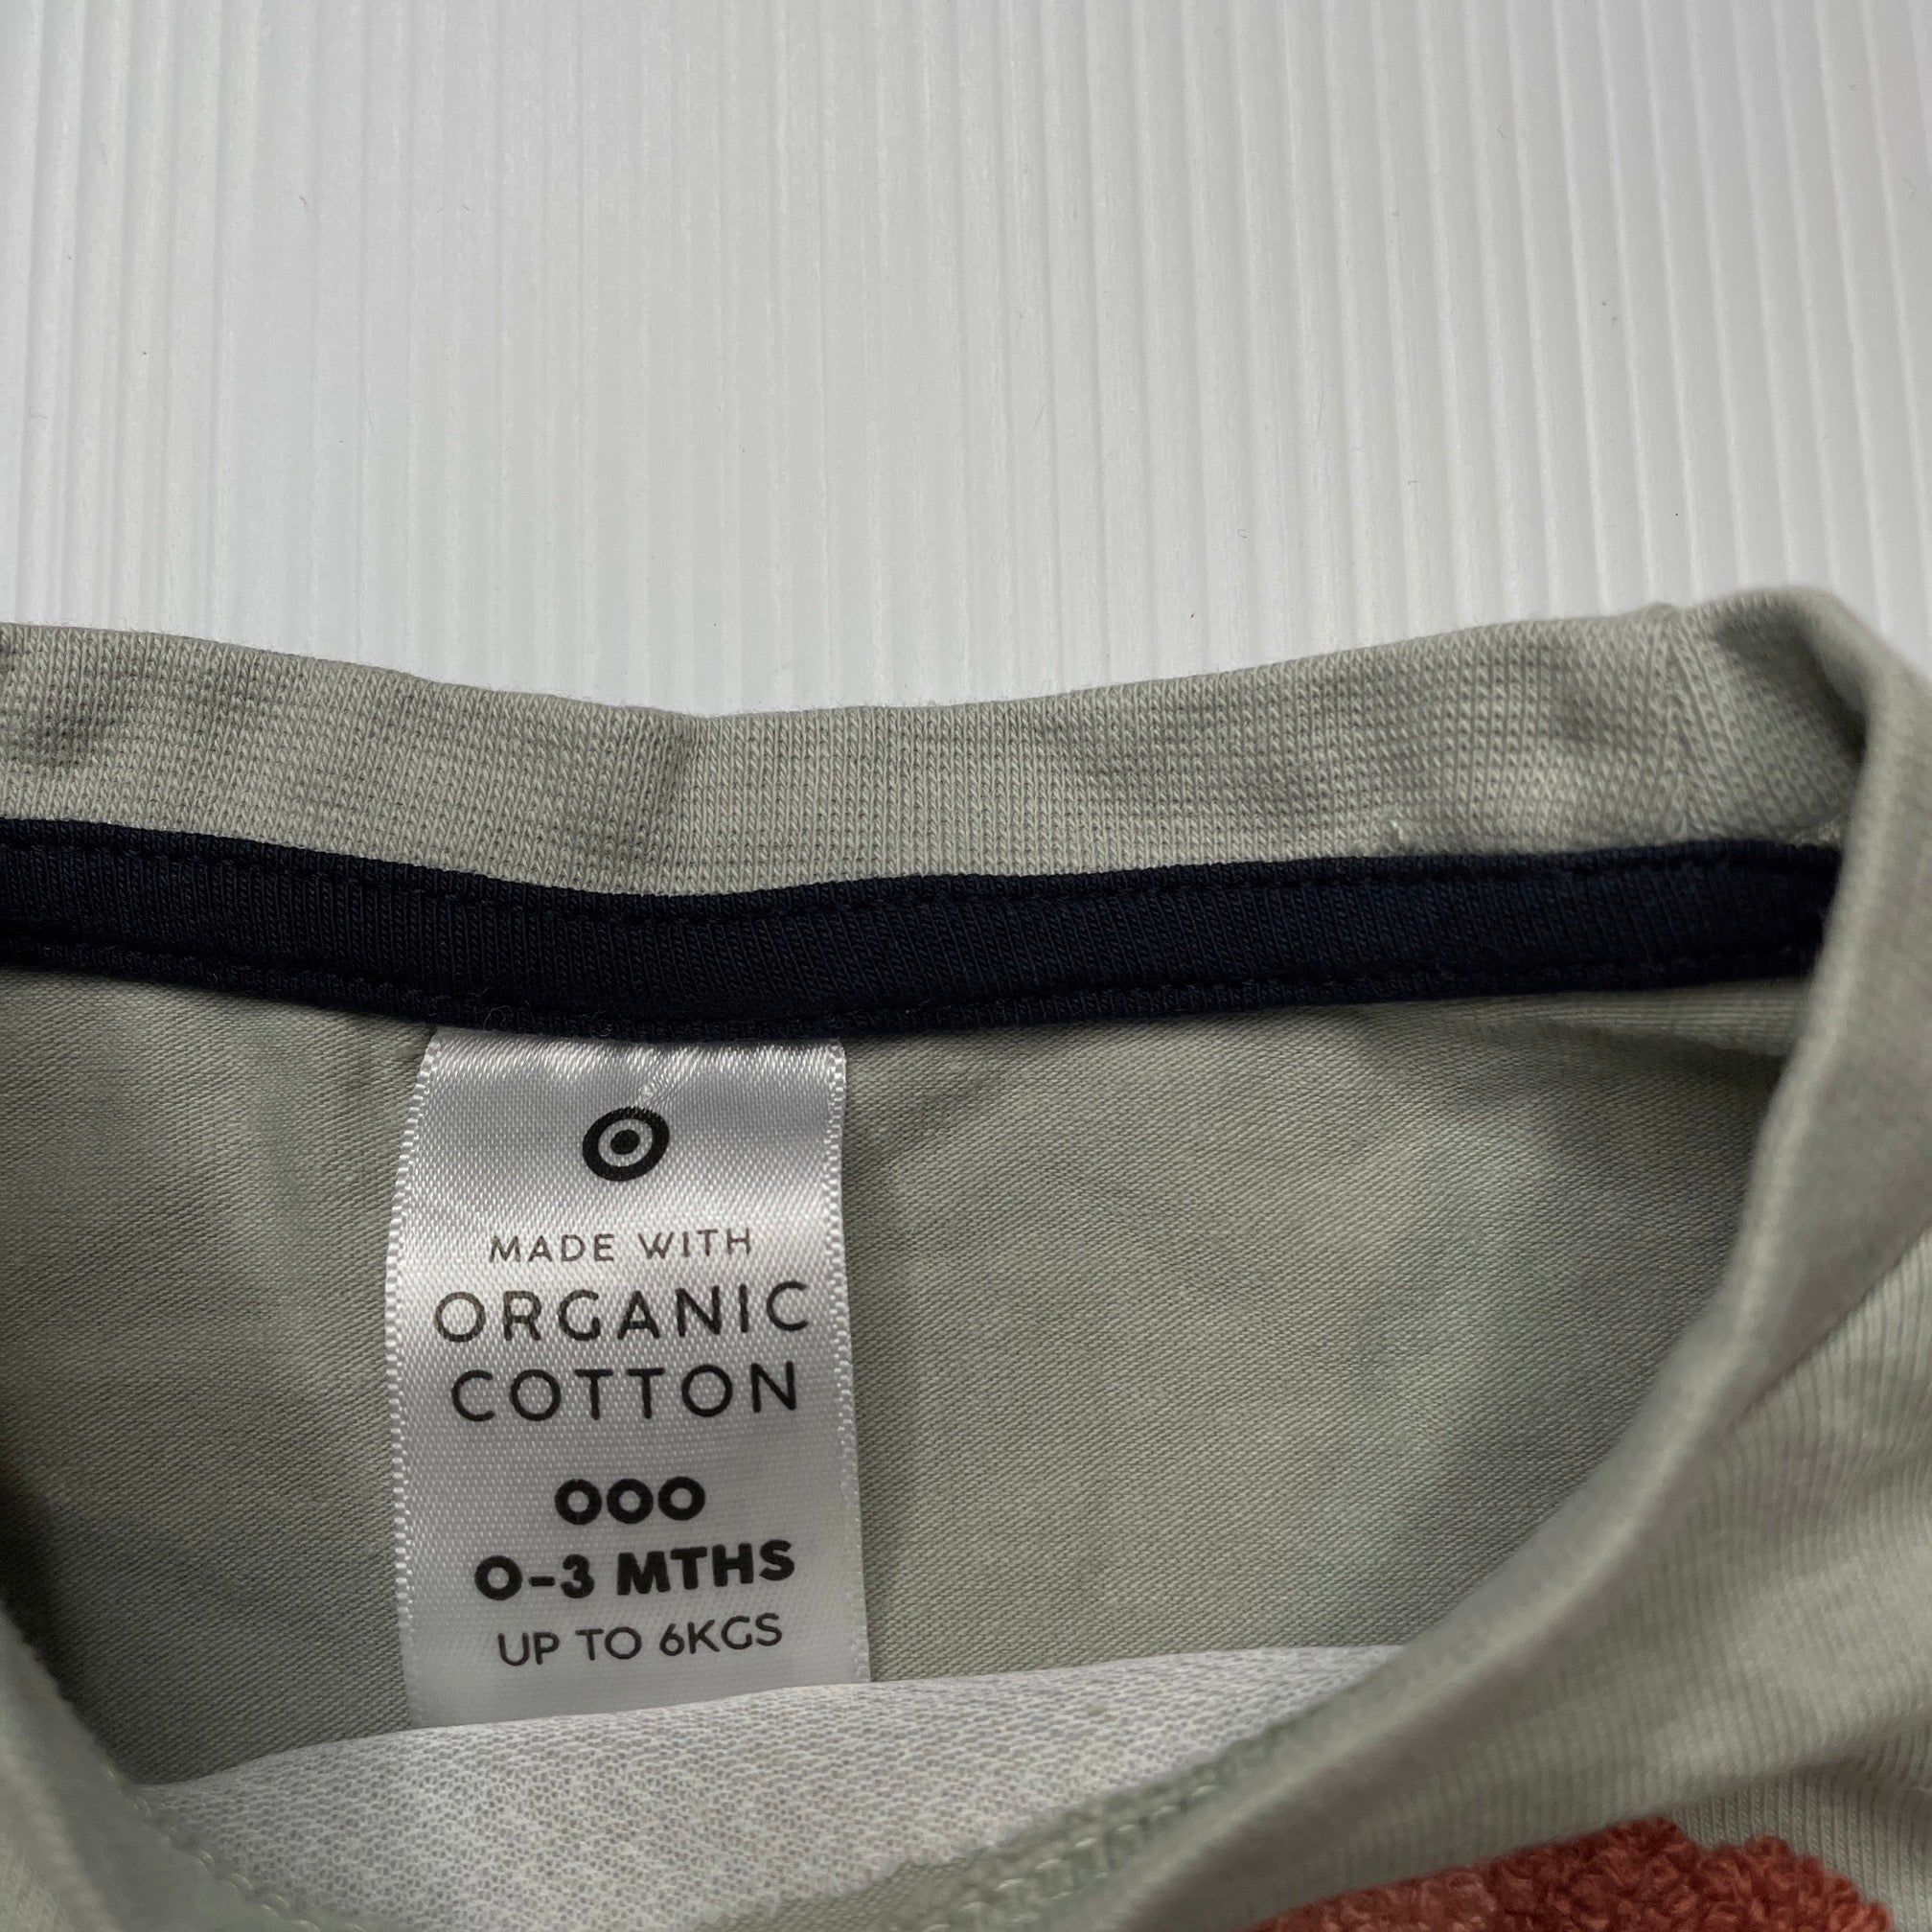 MADE WITH
ORGANIC
COTTON
000
0-3 MTHS
UP TO 6KGS